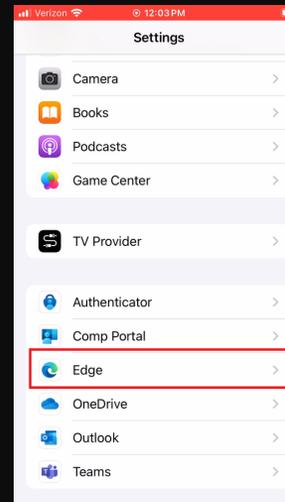 Verizon 12:03 PM
Settings
Camera
Books
Podcasts
Game Center
TV Provider
Authenticator
Comp Portal
Edge
OneDrive
Outlook
Teams